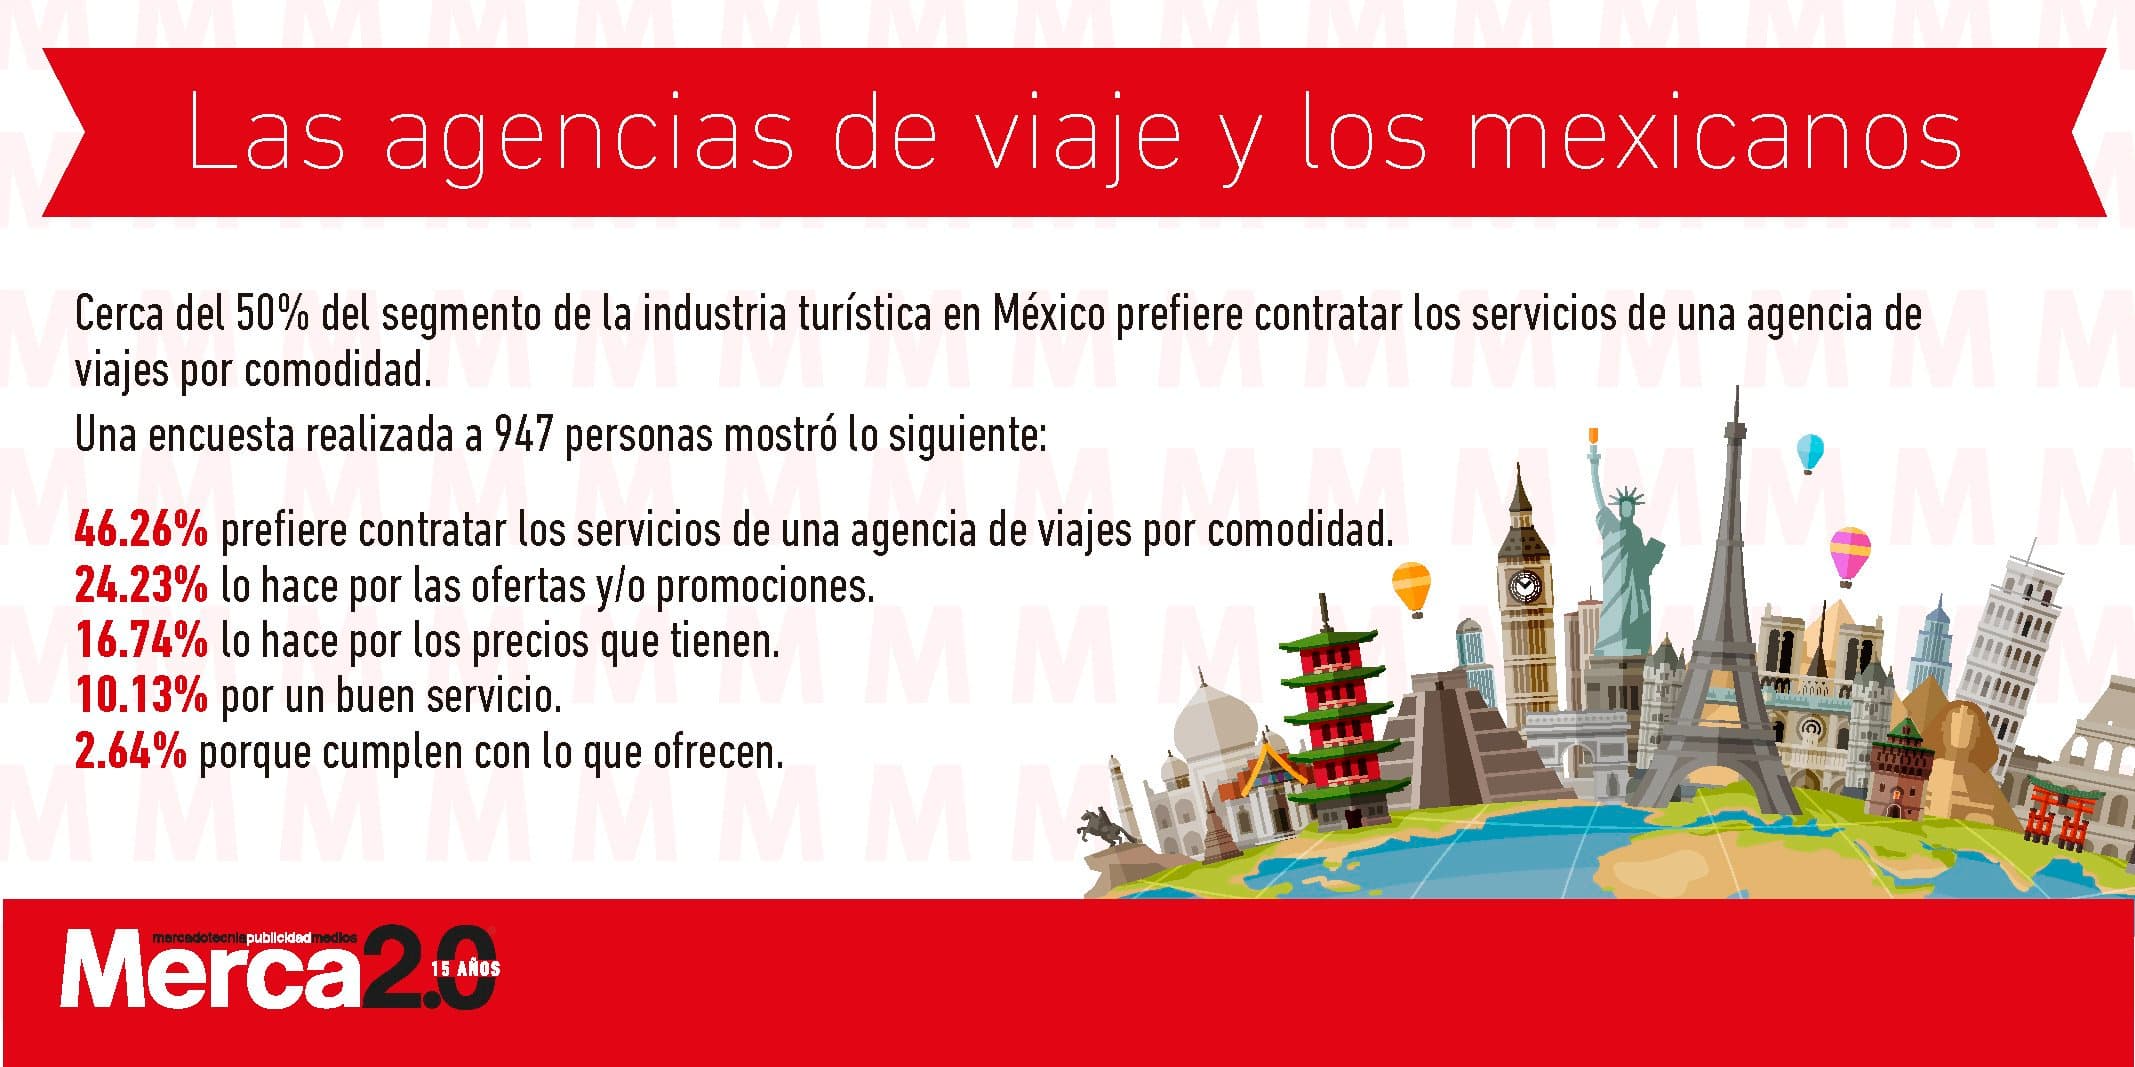 Las agencias de viaje y los mexicanos
Cerca del 50% del segmento de la industria turística en México prefiere contratar los servicios de una agencia de
viajes por comodidad.
Una encuesta realizada a 947 personas mostró lo siguiente:
46.26% prefiere contratar los servicios de una agencia de viajes por comodidad.
24.23% lo hace por las ofertas y/o promociones.
16.74% lo hace por los precios que tienen.
10.13% por un buen servicio.
2.64% porque cumplen con lo que ofrecen.
mercadotecniapublicidadmedios
Merca2.0
15 AÑOS